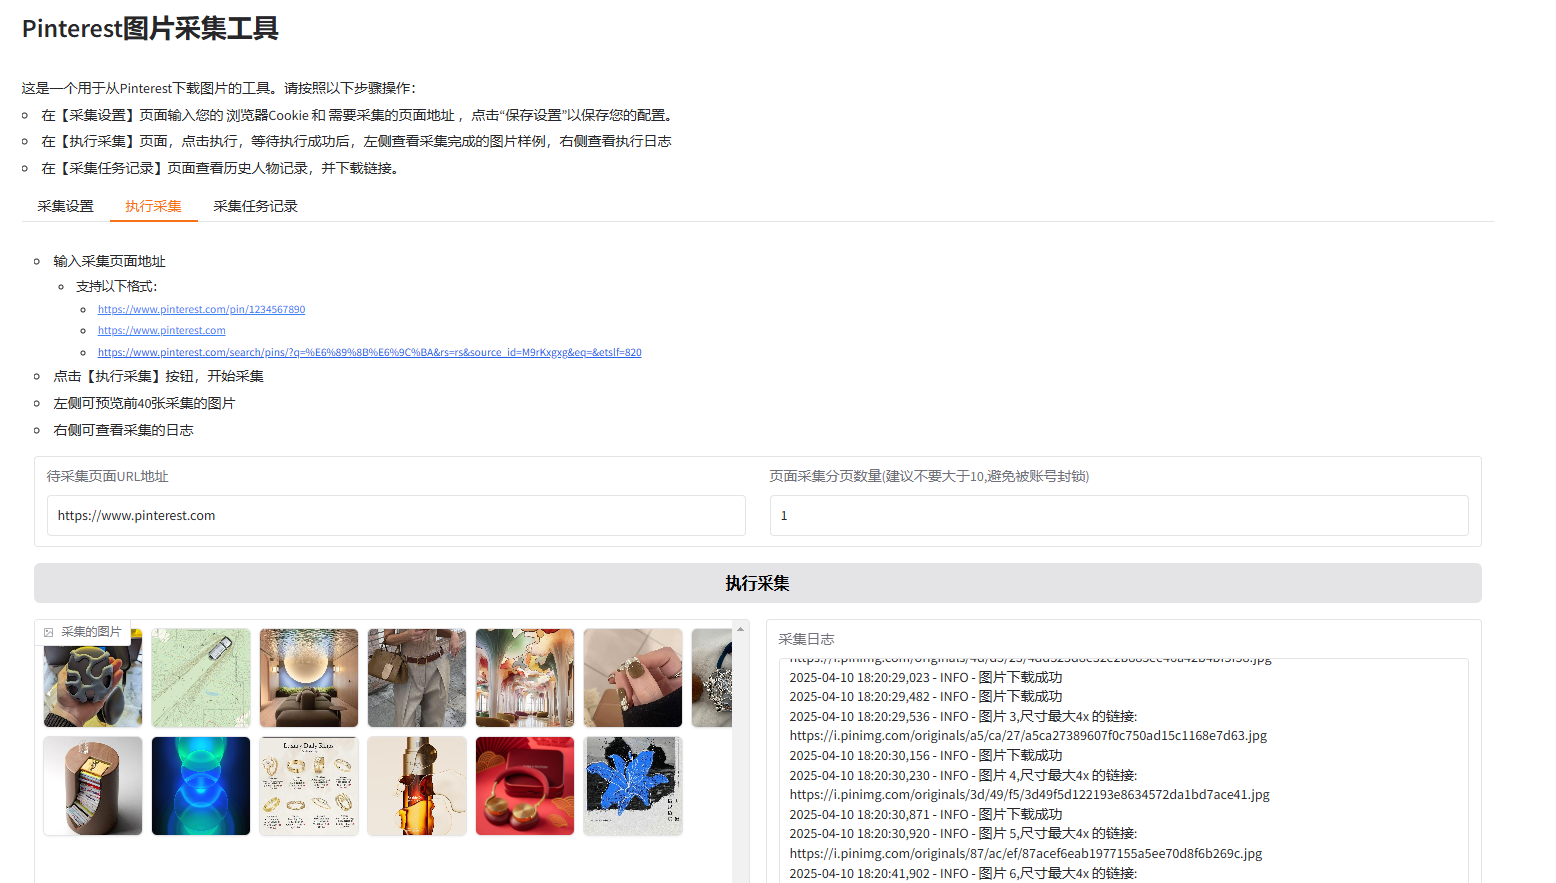 Pinterest图片采集工具
这是一个用于从Pinterest下载图片的工具。请按照以下步骤操作：
在【采集设置】页面输入您的 浏览器Cookie 和 需要采集的页面地址 ，点击“保存设置”以保存您的配置。
在【执行采集】页面，点击执行，等待执行成功后，左侧查看采集完成的图片样例，右侧查看执行日志
在【采集任务记录】页面查看历史人物记录，并下载链接。
采集设置 执行采集 采集任务记录
输入采集页面地址
支持以下格式：
https://www.pinterest.com/pin/1234567890
https://www.pinterest.com
https://www.pinterest.com/search/pins/?q=%E6%89%8B%E6%9C%BA&rs=rs&source_id=M9rKxgxg&eq=&etslf=820
点击【执行采集】按钮，开始采集
左侧可预览前40张采集的图片
右侧可查看采集的日志
待采集页面URL地址
https://www.pinterest.com
页面采集分页数量(建议不要大于10,避免被账号封锁)
1
执行采集
采集的图片
Luxury Daily Shines
采集日志
2025-04-10 18:20:29,023 - INFO - 图片下载成功
2025-04-10 18:20:29,482 - INFO - 图片下载成功
2025-04-10 18:20:29,536 - INFO - 图片 3,尺寸最大4x 的链接:
https://i.pinimg.com/originals/a5/ca/27/a5ca27389607f0c750ad15c1168e7d63.jpg
2025-04-10 18:20:30,156 - INFO - 图片下载成功
2025-04-10 18:20:30,230 - INFO - 图片 4,尺寸最大4x 的链接:
https://i.pinimg.com/originals/3d/49/f5/3d49f5d122193e8634572da1bd7ace41.jpg
2025-04-10 18:20:30,871 - INFO - 图片下载成功
2025-04-10 18:20:30,920 - INFO - 图片 5,尺寸最大4x 的链接:
https://i.pinimg.com/originals/87/ac/ef/87acef6eab1977155a5ee70d8f6b269c.jpg
2025-04-10 18:20:41,902 - INFO - 图片 6,尺寸最大4x 的链接: